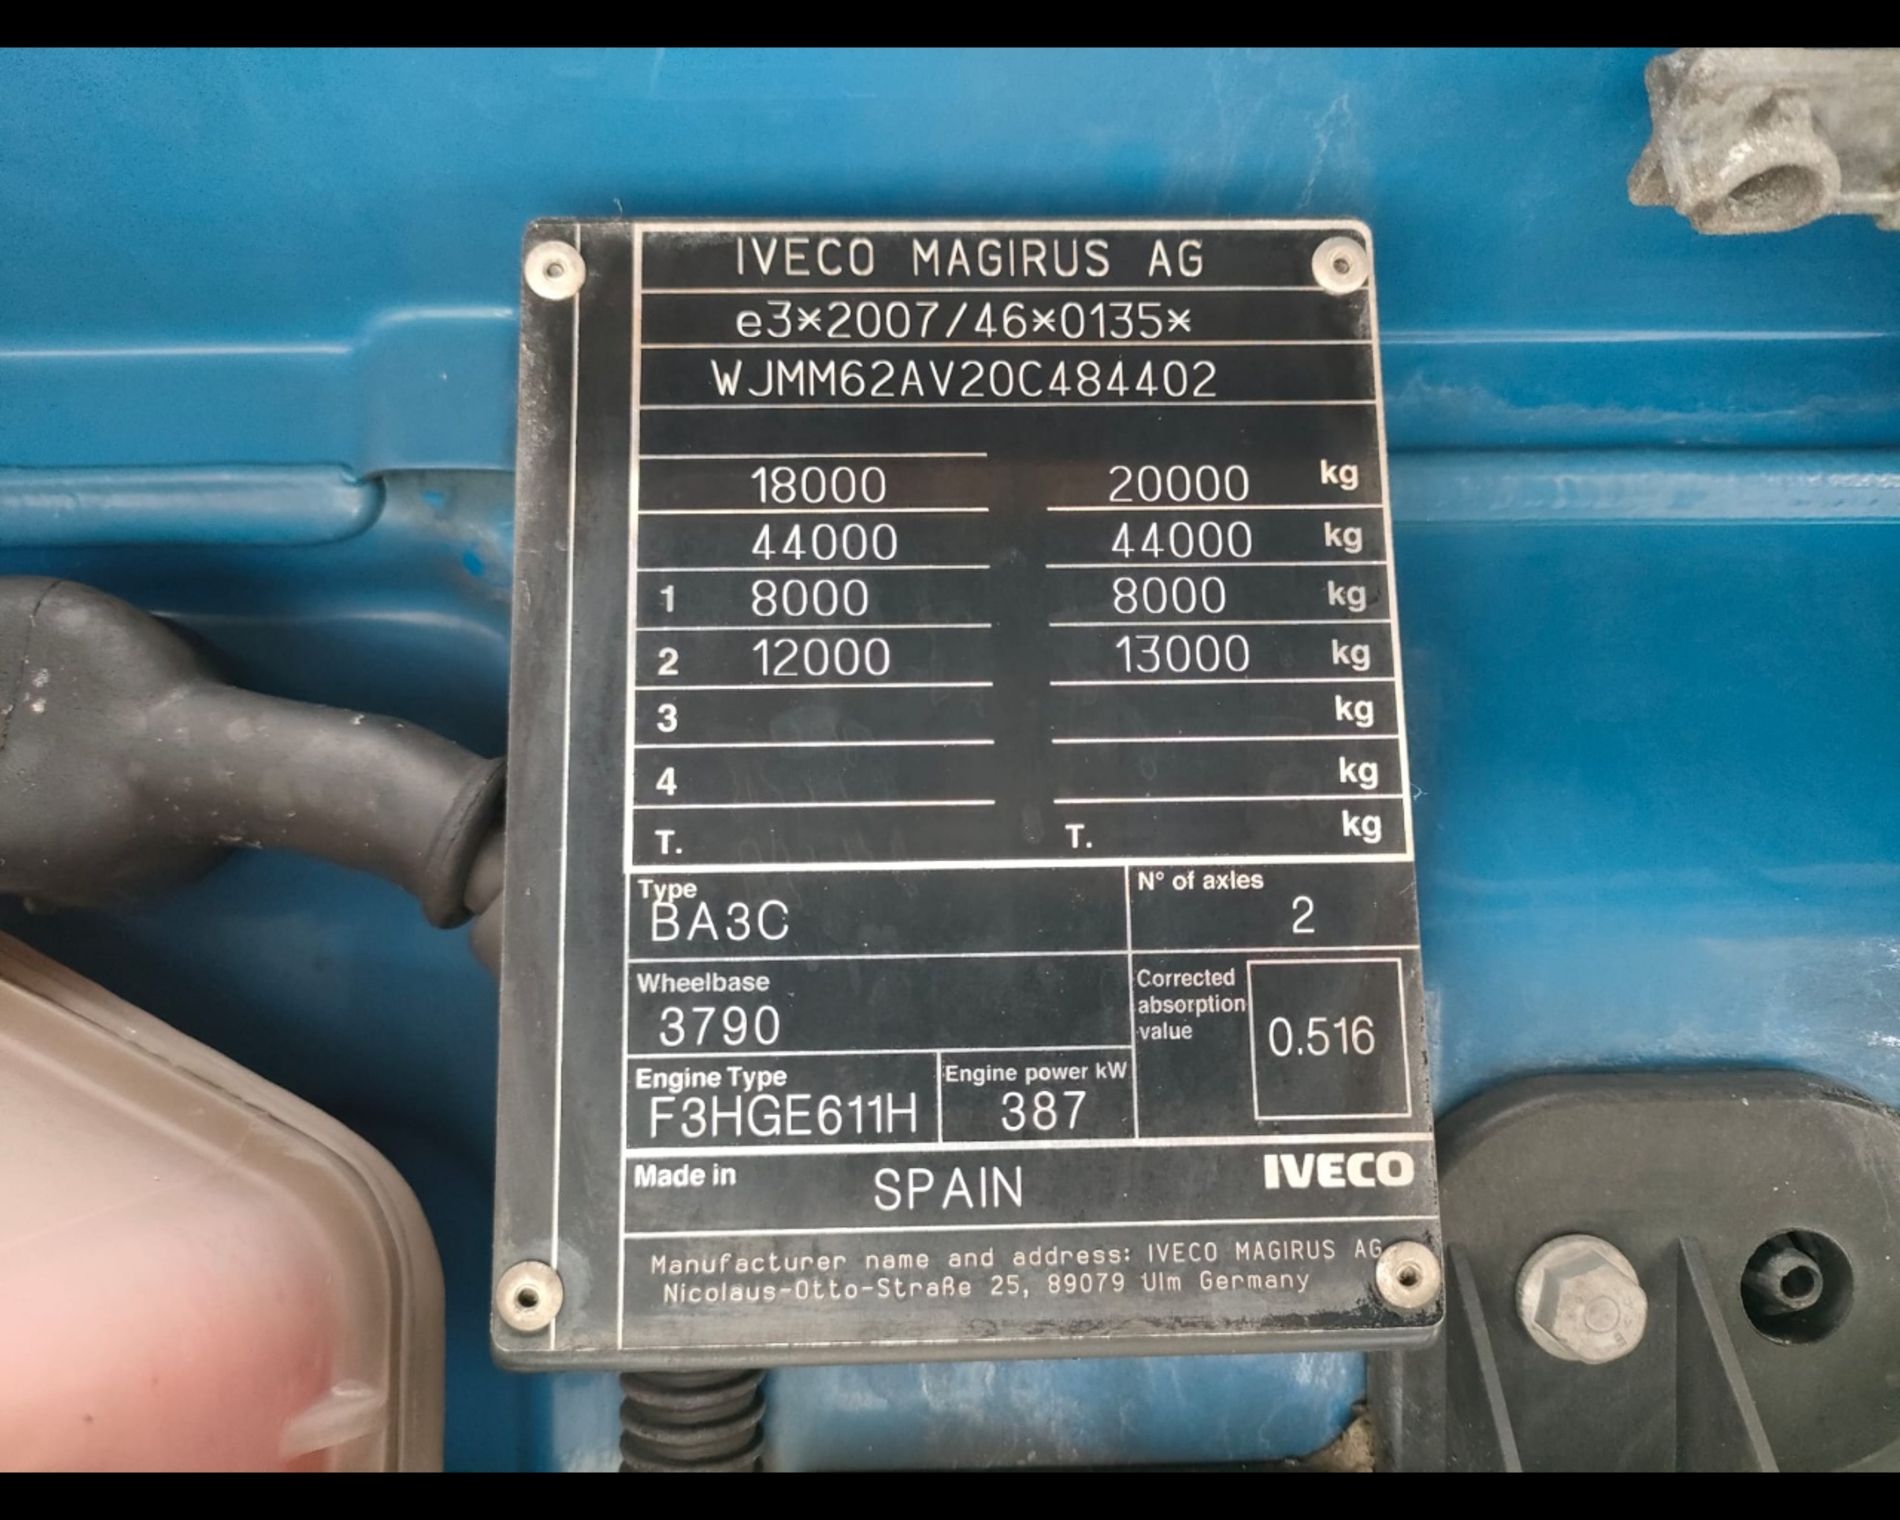 IVECO MAGIRUS AG
e3*2007/46*0135*
WJMM62AV20C484402
18000 20000 kg
44000 44000 kg
1 8000 8000 kg
2 12000 13000 kg
3 kg
4 kg
T. T. kg
Type
BA3C
N° of axles
2
Wheelbase
3790
Corrected
absorption
value
0.516
Engine Type
F3HGE611H
Engine power kW
387
Made in SPAIN IVECO
Manufacturer name and address: IVECO MAGIRUS AG
Nicolaus-Otto-Straße 25, 89079 Ulm Germany